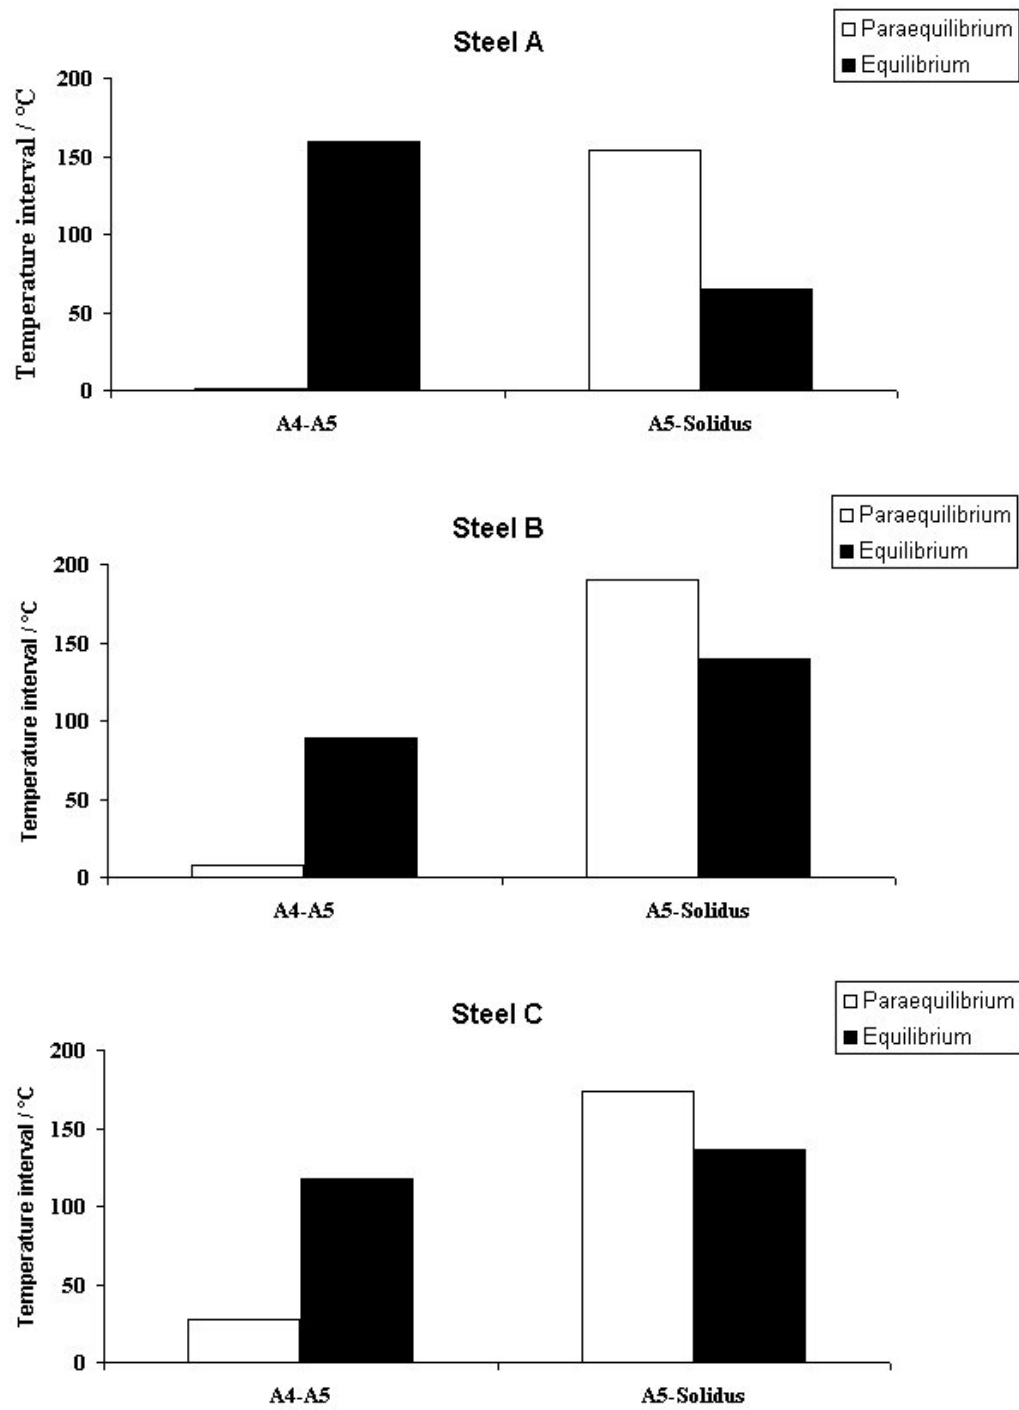 Steel A
Paraequilibrium
Equilibrium
Temperature interval / °C
200
150
100
50
0
A4-A5
A5-Solidus
Steel B
Paraequilibrium
Equilibrium
Temperature interval / °C
200
150
100
50
0
A4-A5
A5-Solidus
Steel C
Paraequilibrium
Equilibrium
Temperature interval / °C
200
150
100
50
0
A4-A5
A5-Solidus